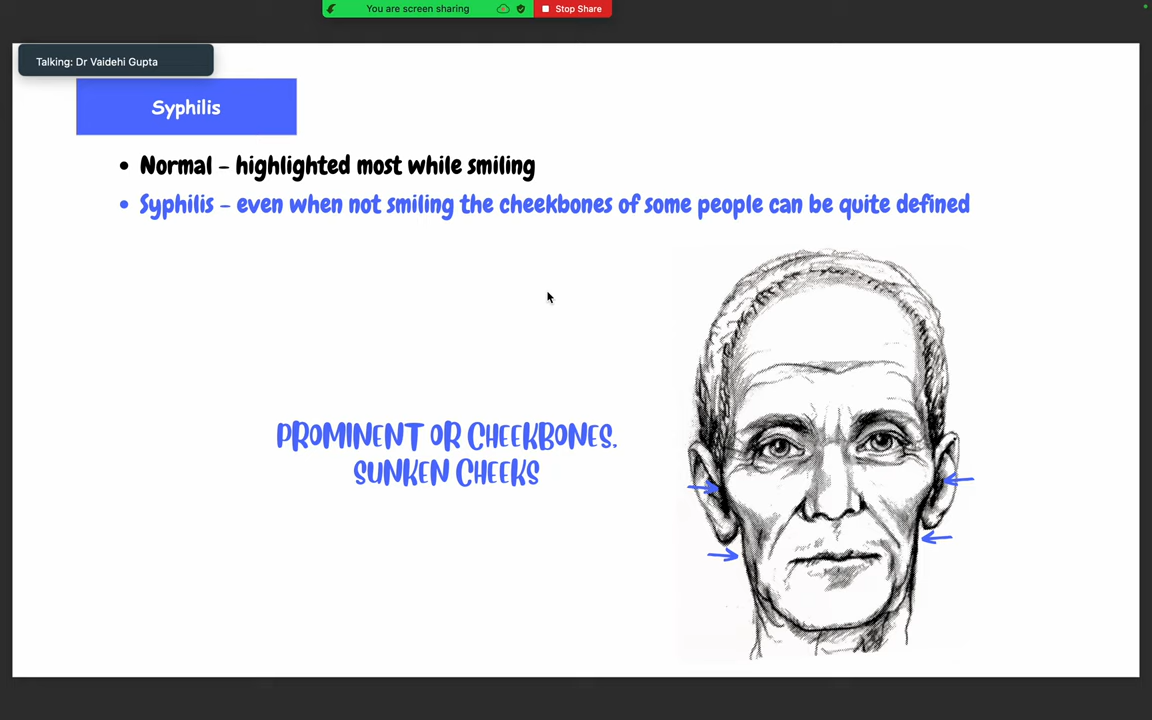 You are screen sharing
Stop Share
Talking: Dr Vaidehi Gupta
Syphilis
• Normal - highlighted most while smiling
• Syphilis - even when not smiling the cheekbones of some people can be quite defined
PROMINENT OR CHEEKBONES.
SUNKEN CHEEKS